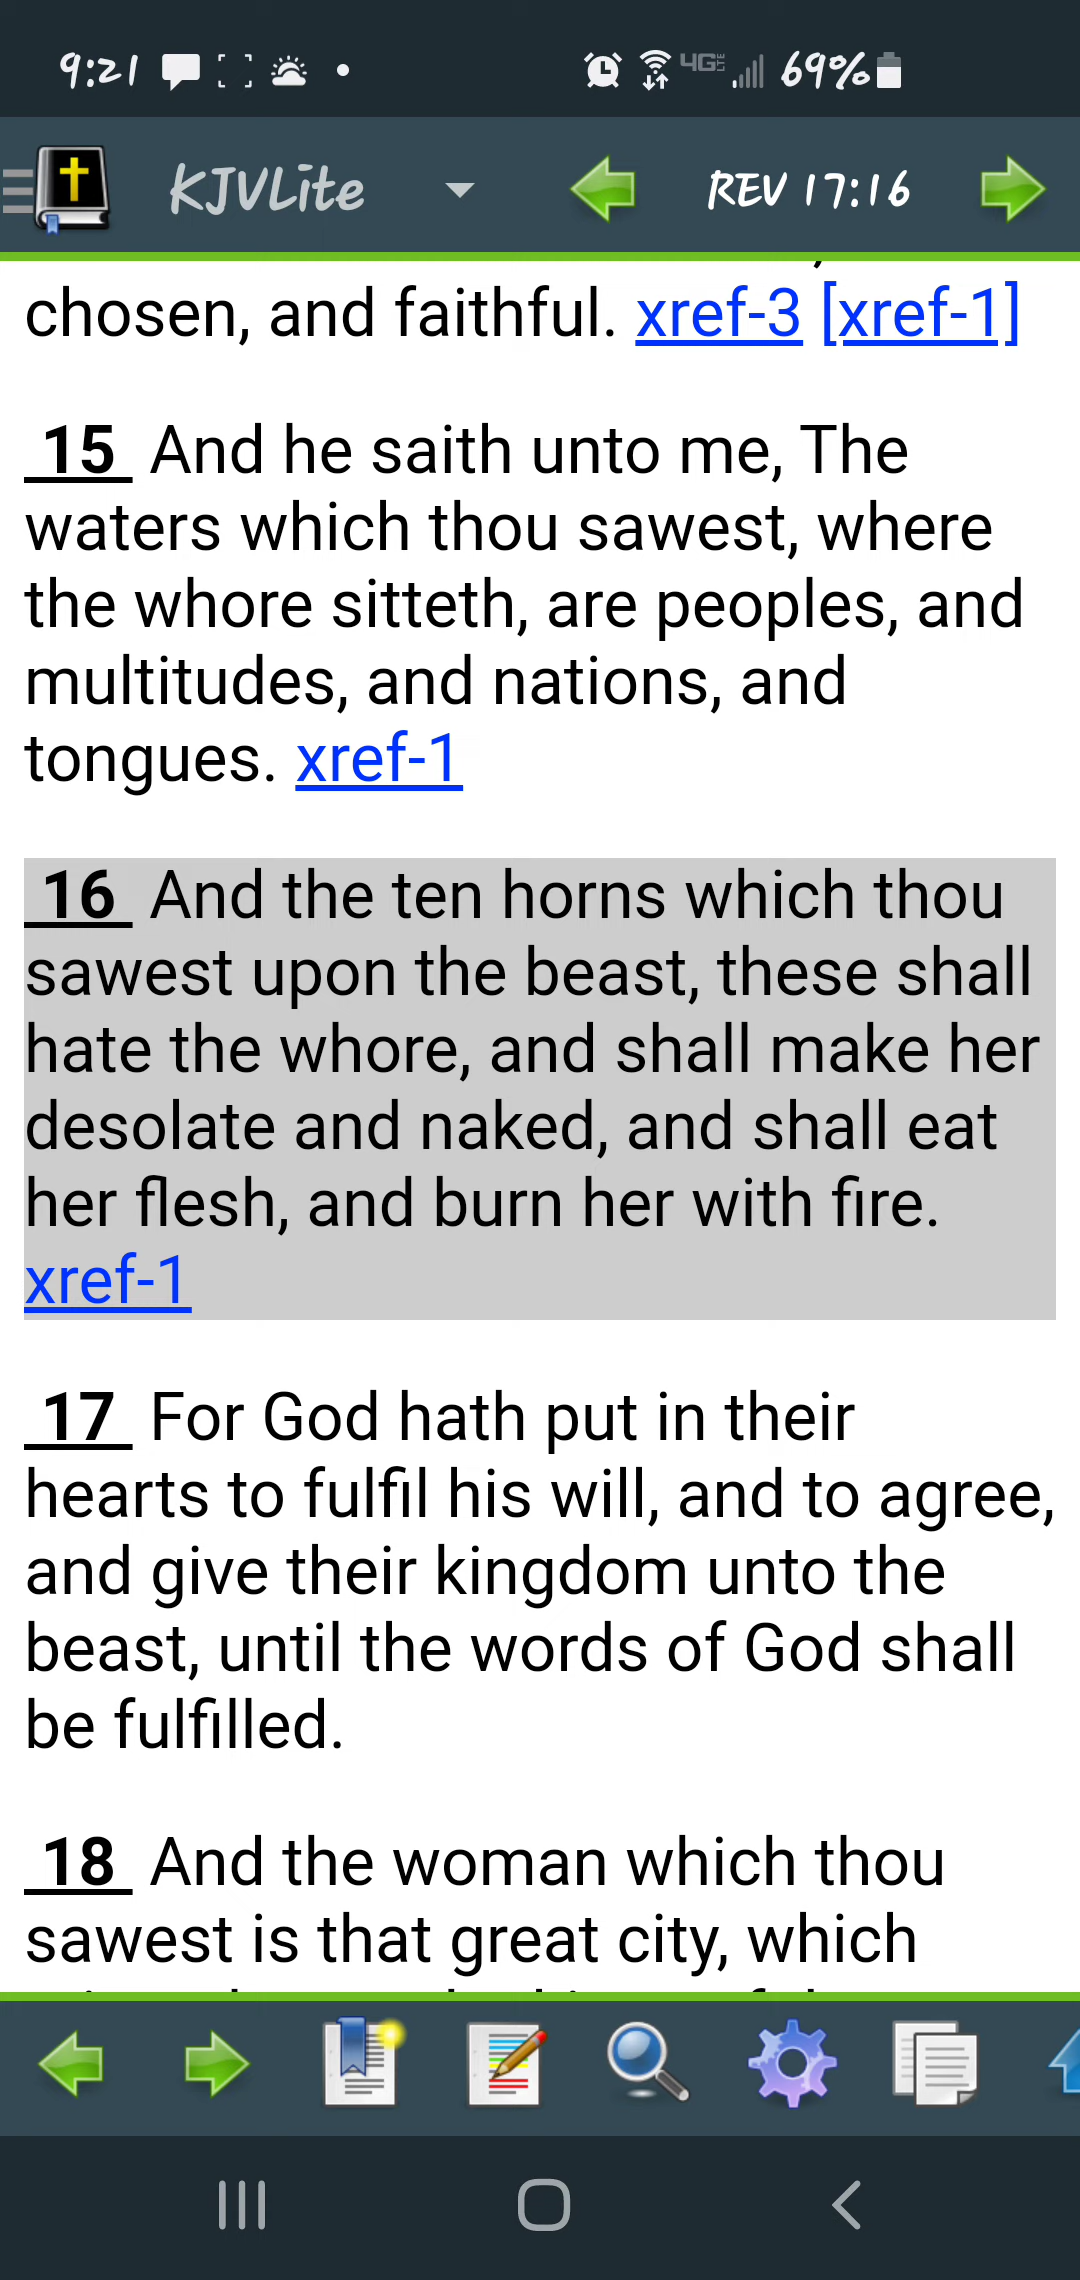 9:21 4G LTE 69%
KJVLite REV 17:16
chosen, and faithful. xref-3 [xref-1]
15 And he saith unto me, The
waters which thou sawest, where
the whore sitteth, are peoples, and
multitudes, and nations, and
tongues. xref-1
16 And the ten horns which thou
sawest upon the beast, these shall
hate the whore, and shall make her
desolate and naked, and shall eat
her flesh, and burn her with fire.
xref-1
17 For God hath put in their
hearts to fulfil his will, and to agree,
and give their kingdom unto the
beast, until the words of God shall
be fulfilled.
18 And the woman which thou
sawest is that great city, which